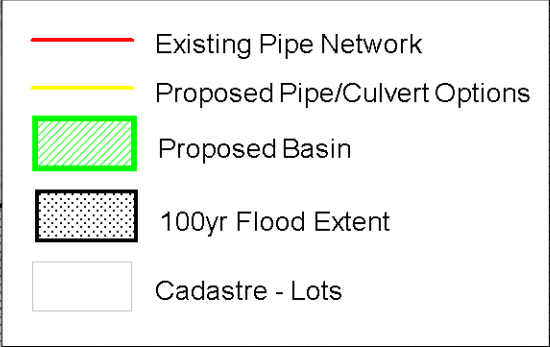 Existing Pipe Network
Proposed Pipe/Culvert Options
Proposed Basin
100yr Flood Extent
Cadastre - Lots